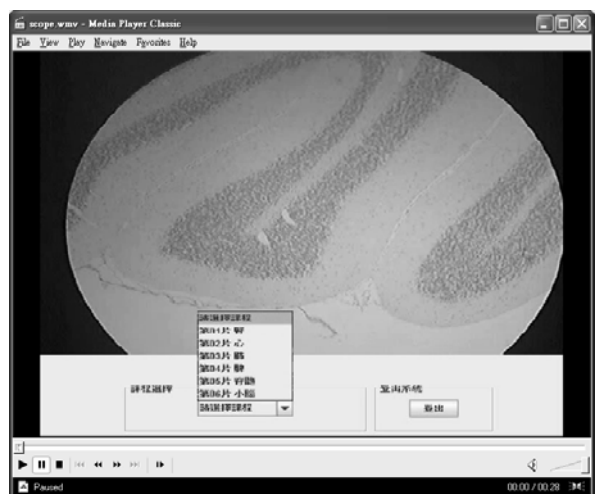 scope.wmv - Media Player Classic
File View Play Navigate Favorites Help
請選擇課程
第01片 肝
第02片 心
第03片
第04片 脾
第05片
第06片 小腦
課程選擇
登出系統
請選擇課程
登出
Paused
00:00 / 00:28